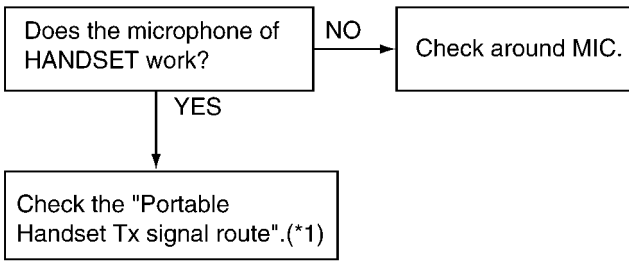 Does the microphone of
HANDSET work?
NO
Check around MIC.
YES
Check the "Portable
Handset Tx signal route".(*1)